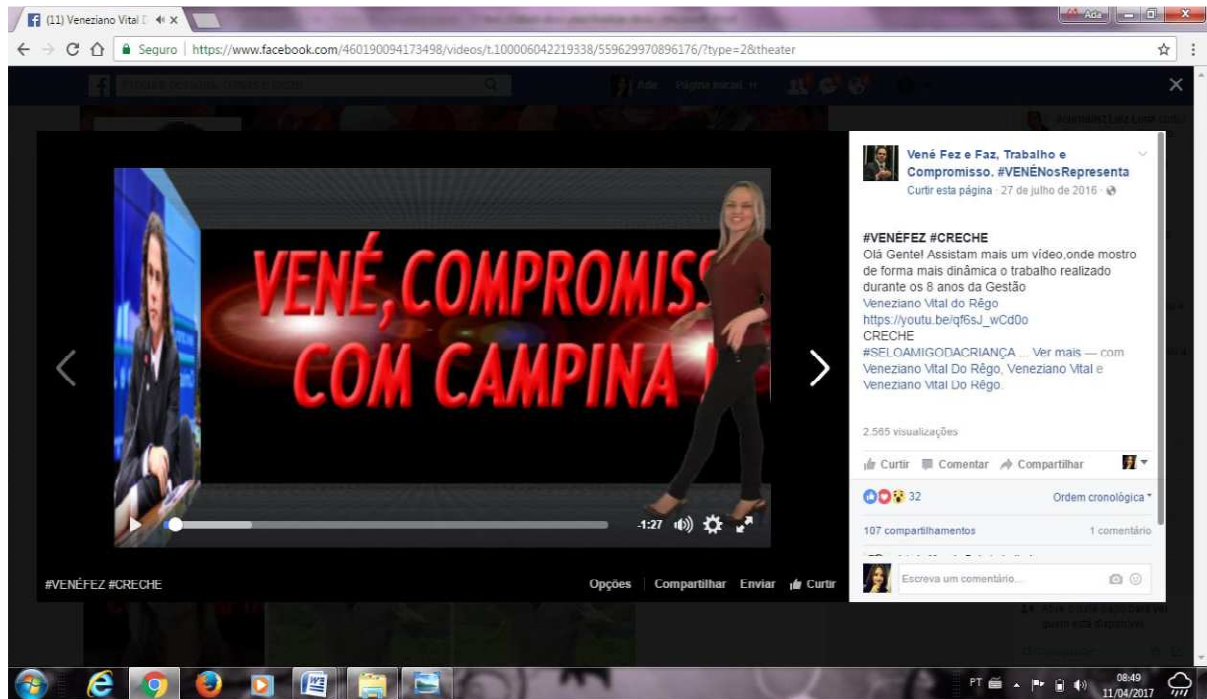 (11) Veneziano Vital D
Ada
Seguro
https://www.facebook.com/460190094173498/videos/t.100006042219338/559629970896176/?type=2&theater
Ade
Página inicial
VENÉ, COMPROMISS
COM CAMPINA !
-1:27
#VENÉFEZ #CRECHE
Opções
Compartilhar
Enviar
Curtir
Vené Fez e Faz, Trabalho e
Compromisso. #VENÉNosRepresenta
Curtir esta página · 27 de julho de 2016 ·
#VENÉFEZ #CRECHE
Olá Gente! Assistam mais um vídeo,onde mostro
de forma mais dinâmica o trabalho realizado
durante os 8 anos da Gestão
Veneziano Vital do Rêgo
https://youtu.be/qf6sJ_wCd0o
CRECHE
#SELOAMIGODACRIANÇA ... Ver mais — com
Veneziano Vital Do Rêgo, Veneziano Vital e
Veneziano Vital Do Rêgo.
2.565 visualizações
Curtir Comentar Compartilhar
32 Ordem cronológica
107 compartilhamentos 1 comentário
Escreva um comentário...
PT
08:49
11/04/2017